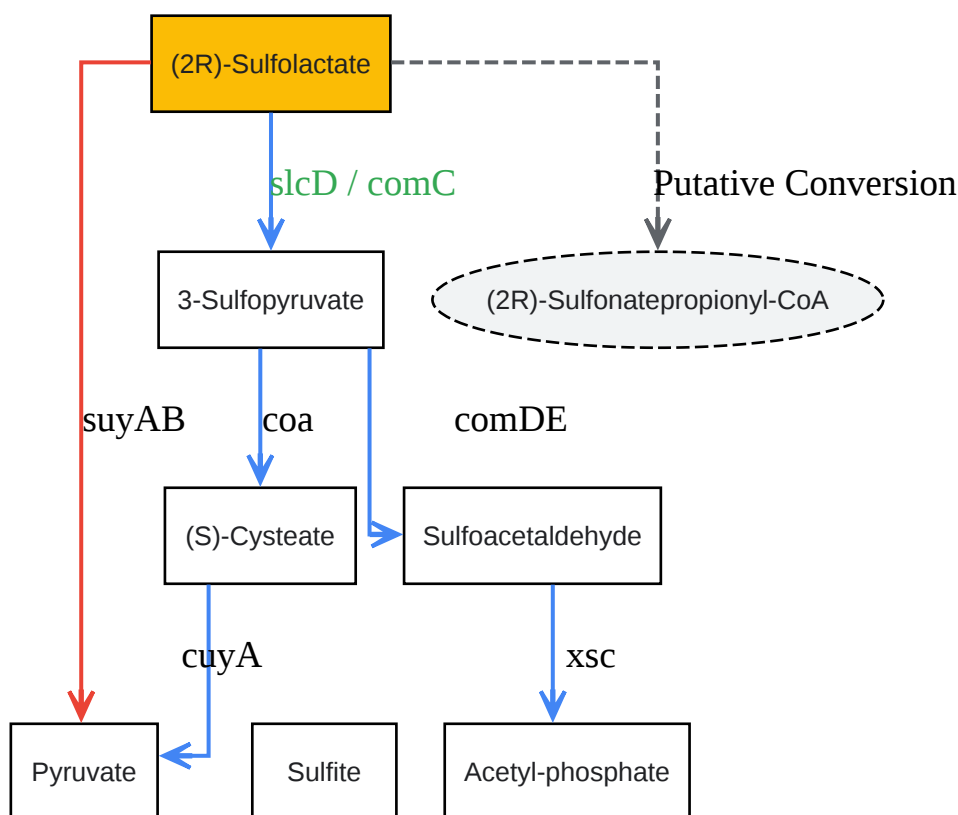 (2R)-Sulfolactate
slcD / comC
Putative Conversion
3-Sulfopyruvate
(2R)-Sulfonatepropionyl-CoA
suyAB
coa
comDE
(S)-Cysteate
Sulfoacetaldehyde
cuyA
xsc
Pyruvate
Sulfite
Acetyl-phosphate